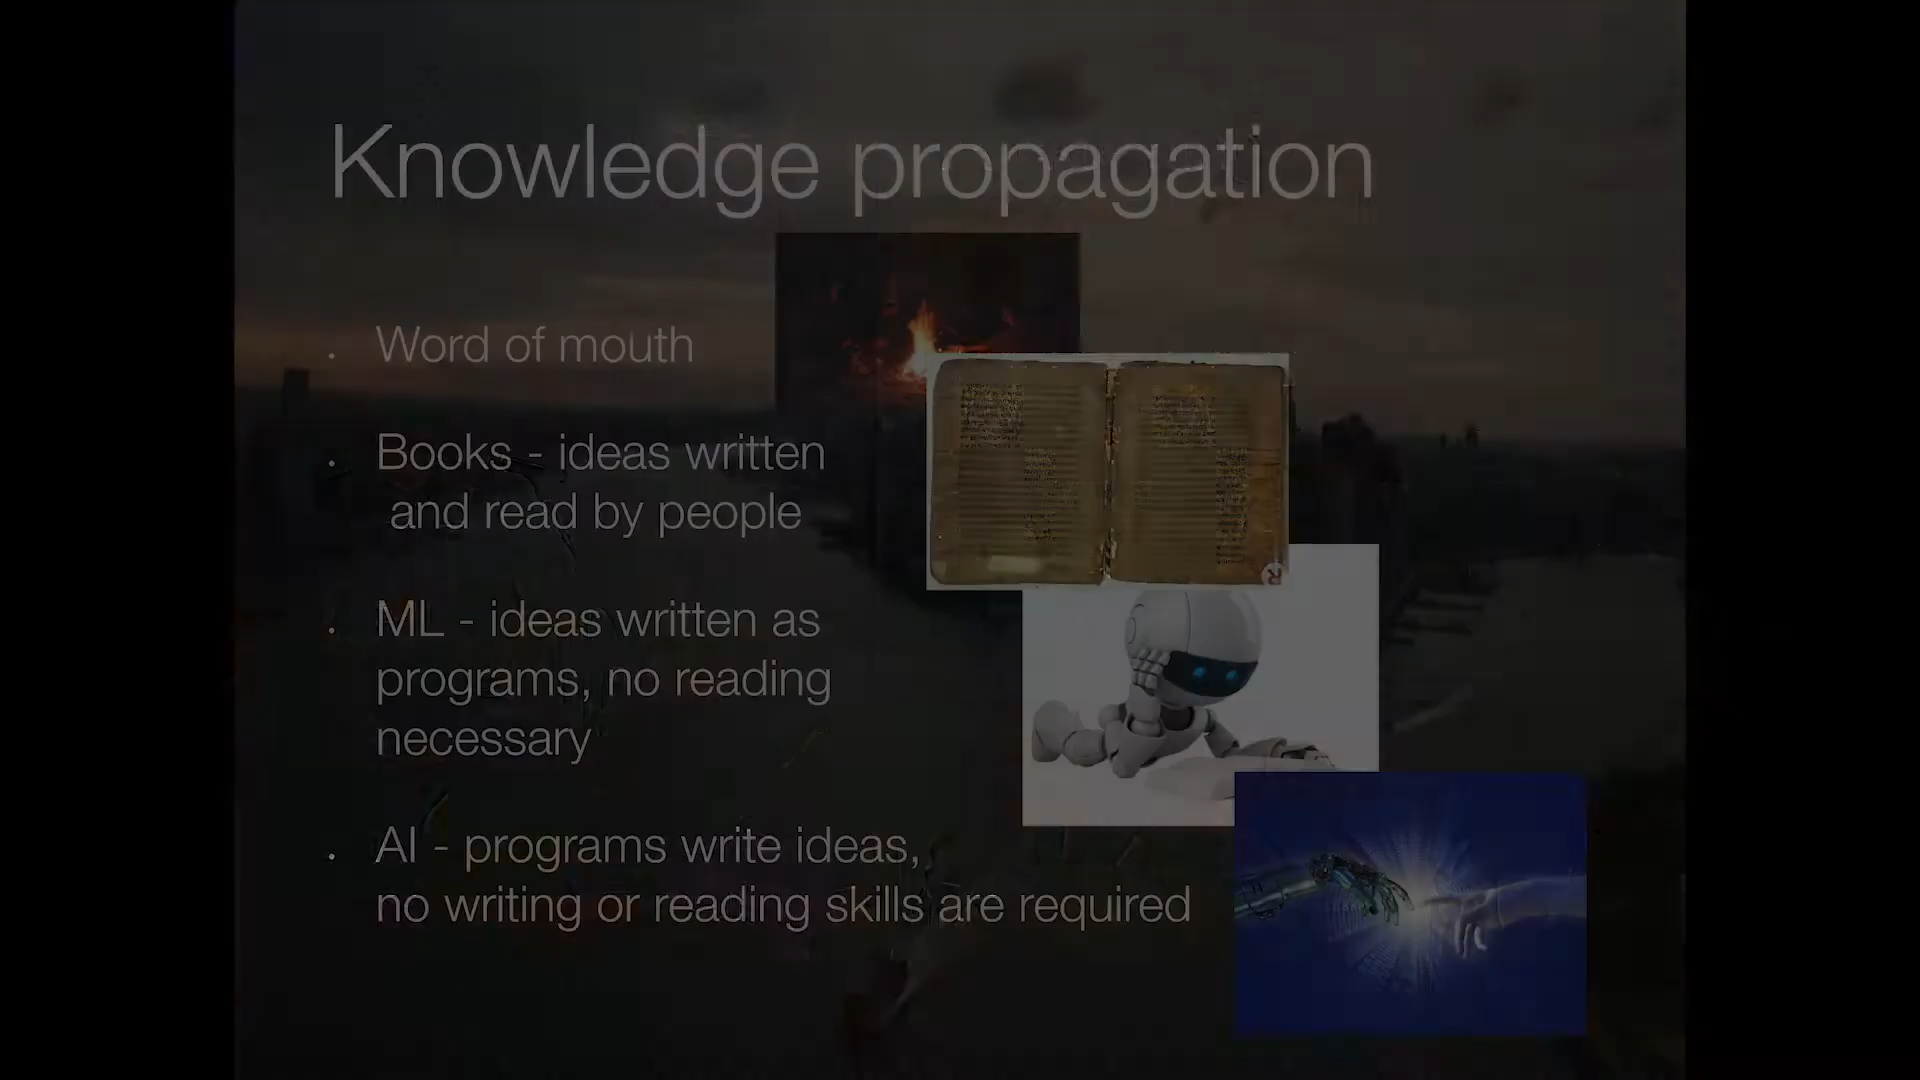 Knowledge propagation
. Word of mouth
. Books - ideas written
and read by people
. ML - ideas written as
programs, no reading
necessary
. AI - programs write ideas,
no writing or reading skills are required